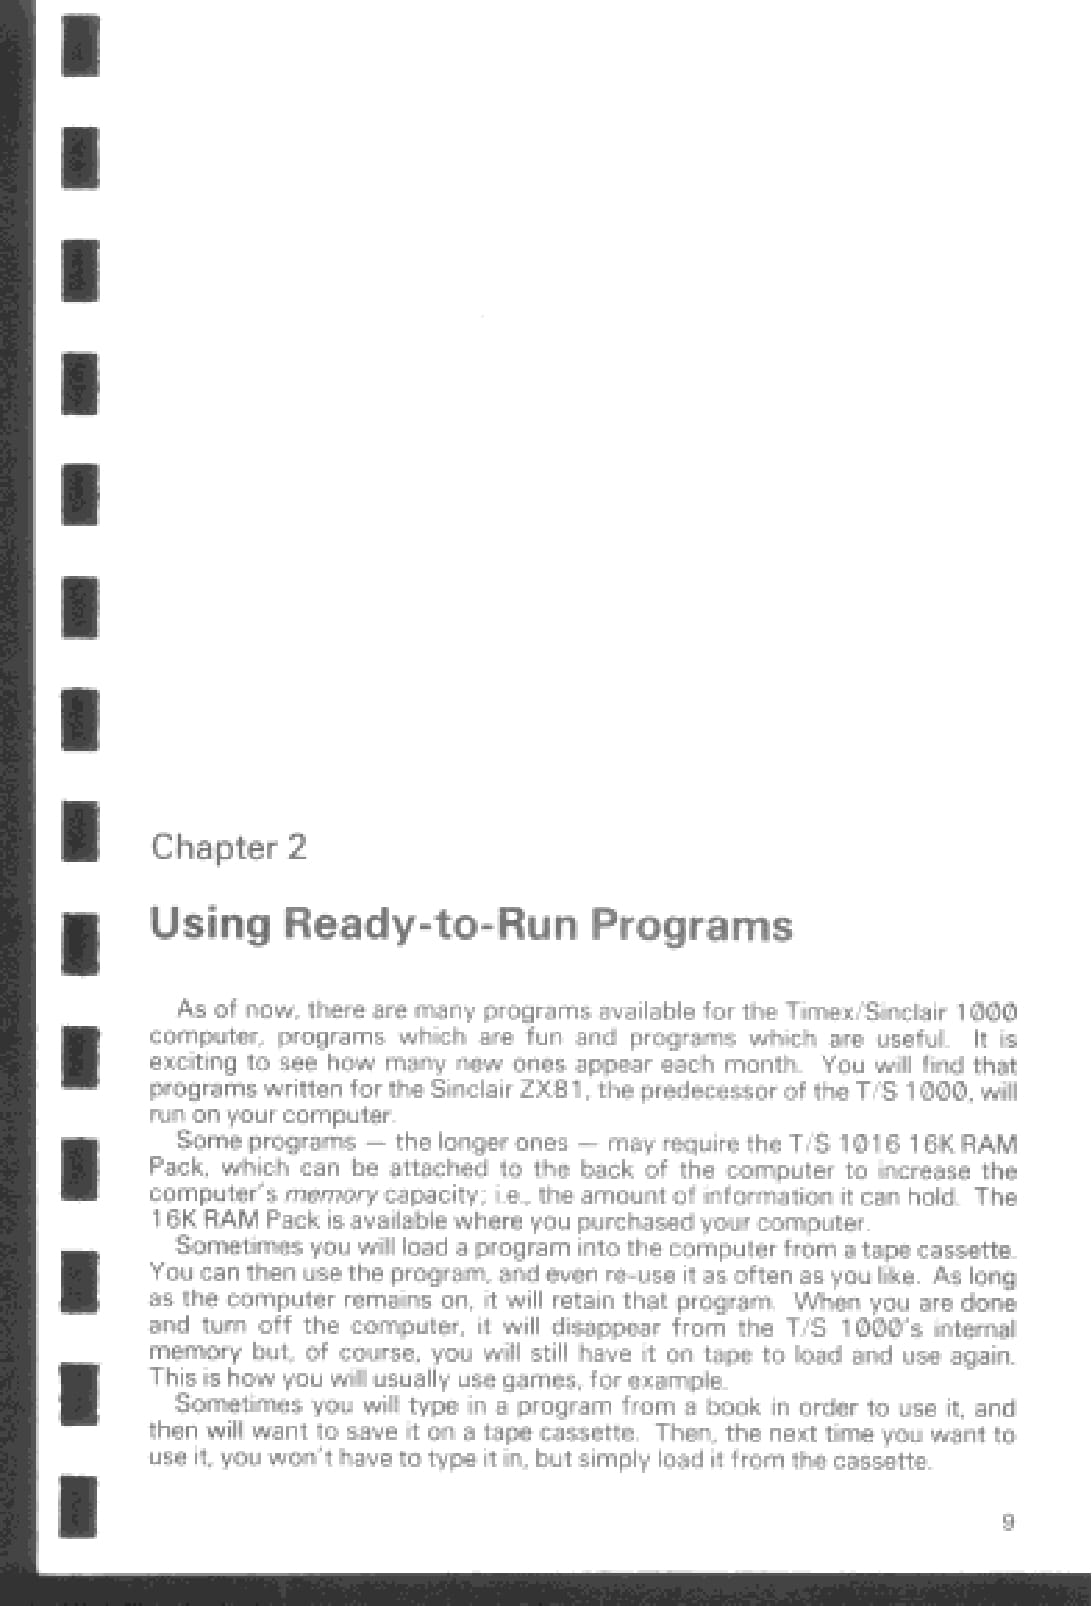 Chapter 2
Using Ready-to-Run Programs
As of now, there are many programs available for the Timex/Sinclair 1000
computer, programs which are fun and programs which are useful. It is
exciting to see how many new ones appear each month. You will find that
programs written for the Sinclair ZX81, the predecessor of the T/S 1000, will
run on your computer.
Some programs — the longer ones — may require the T/S 1016 16K RAM
Pack, which can be attached to the back of the computer to increase the
computer's memory capacity; i.e., the amount of information it can hold. The
16K RAM Pack is available where you purchased your computer.
Sometimes you will load a program into the computer from a tape cassette.
You can then use the program, and even re-use it as often as you like. As long
as the computer remains on, it will retain that program. When you are done
and turn off the computer, it will disappear from the T/S 1000's internal
memory but, of course, you will still have it on tape to load and use again.
This is how you will usually use games, for example.
Sometimes you will type in a program from a book in order to use it, and
then will want to save it on a tape cassette. Then, the next time you want to
use it, you won't have to type it in, but simply load it from the cassette.
9